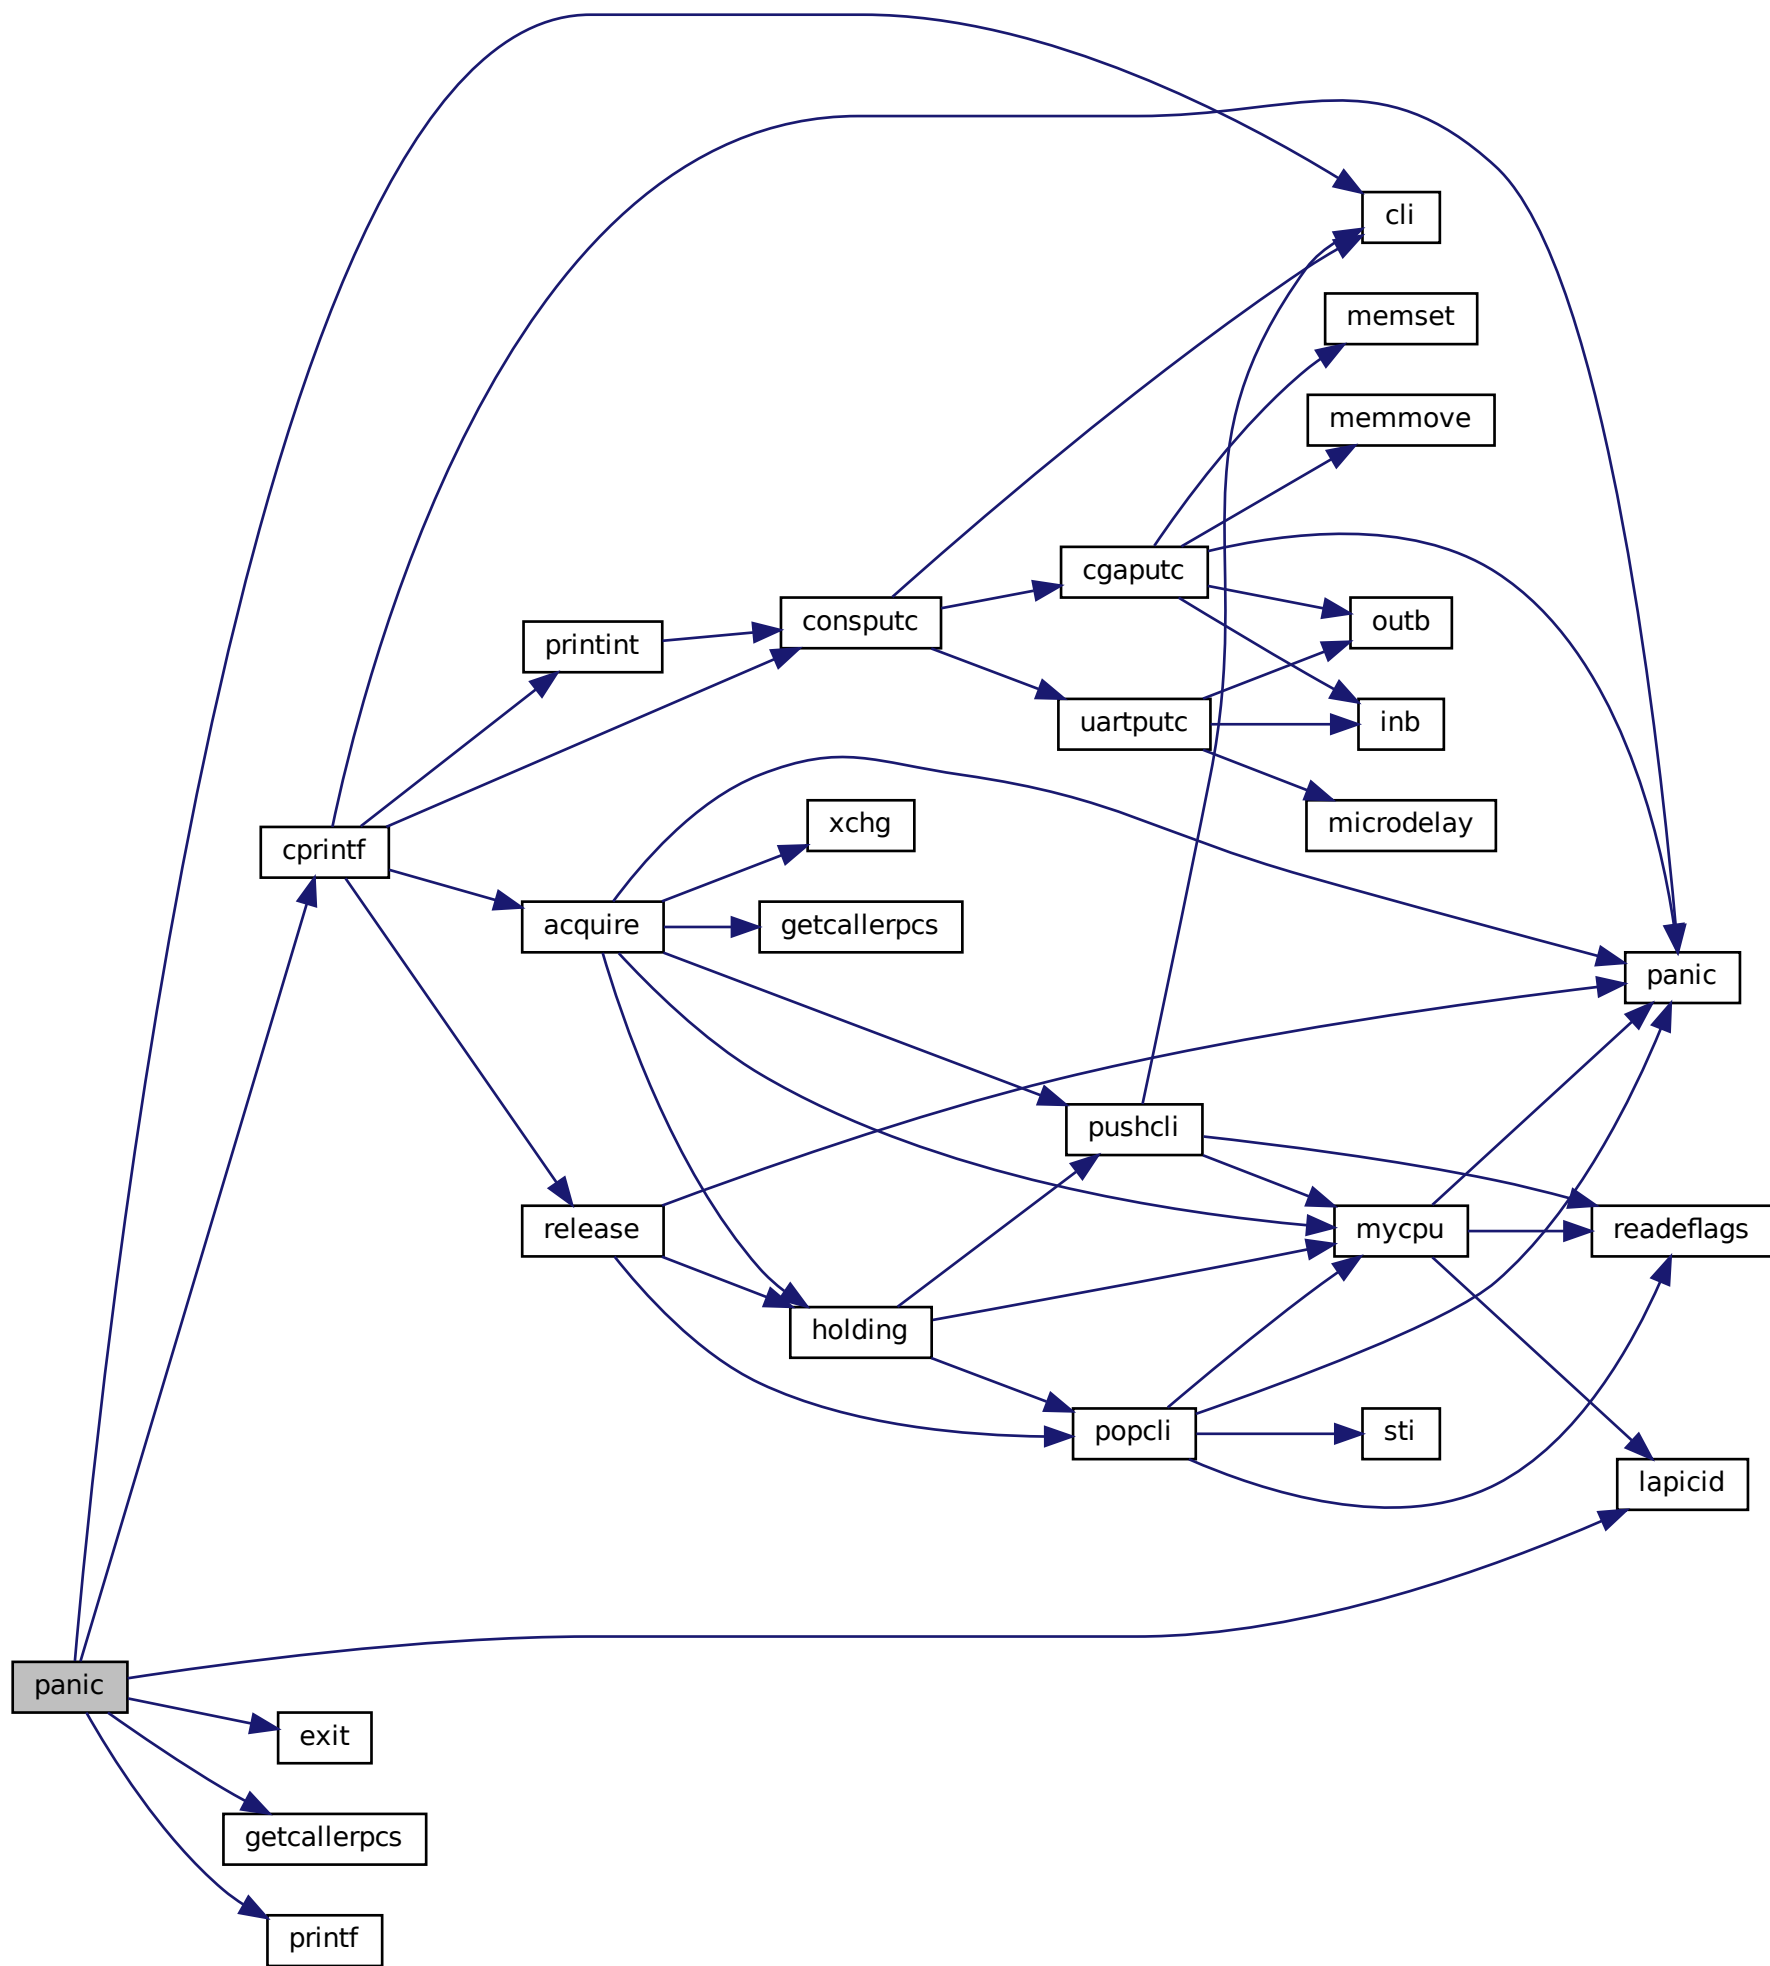 cli
memset
memmove
cgaputc
outb
consputc
printint
uartputc
inb
xchg
microdelay
cprintf
acquire
getcallerpcs
panic
pushcli
release
mycpu
readeflags
holding
popcli
sti
lapicid
panic
exit
getcallerpcs
printf